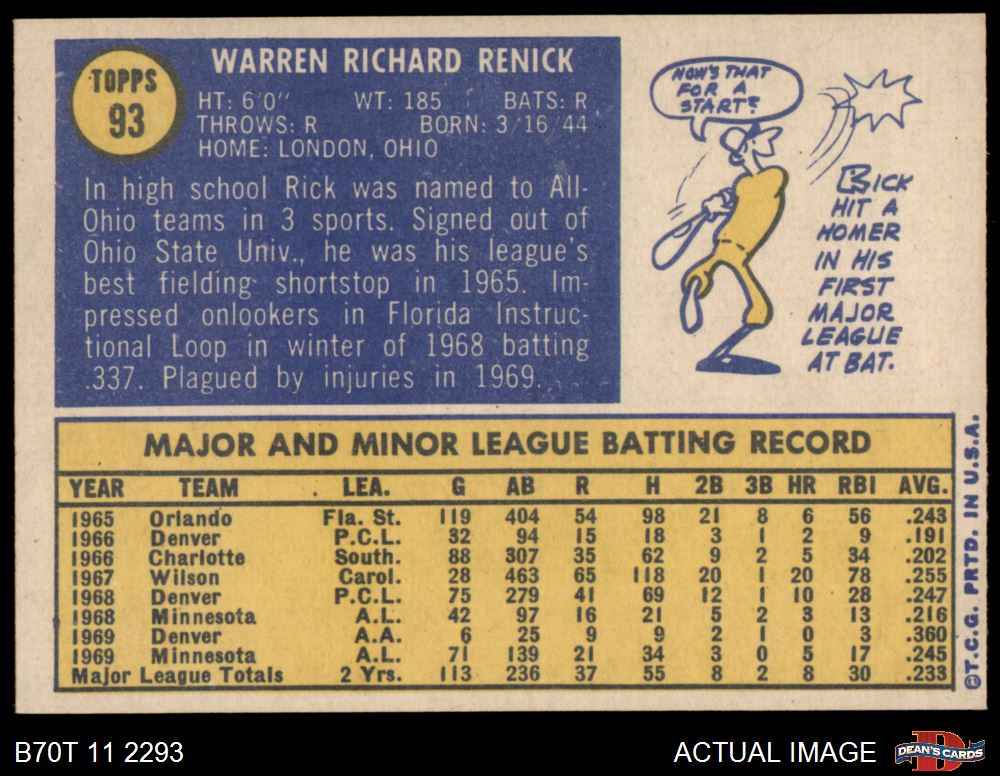 TOPPS
93
WARREN RICHARD RENICK
HT: 6'0" WT: 185 BATS: R
THROWS: R BORN: 3/16/44
HOME: LONDON, OHIO
In high school Rick was named to All-
Ohio teams in 3 sports. Signed out of
Ohio State Univ., he was his league's
best fielding shortstop in 1965. Im-
pressed onlookers in Florida Instruc-
tional Loop in winter of 1968 batting
.337. Plagued by injuries in 1969.
HOW'S THAT
FOR A
START?
RICK
HIT A
HOMER
IN HIS
FIRST
MAJOR
LEAGUE
AT BAT.
MAJOR AND MINOR LEAGUE BATTING RECORD
YEAR TEAM LEA. G AB R H 2B 3B HR RBI AVG.
1965 Orlando Fla. St. 119 404 54 98 21 8 6 56 .243
1966 Denver P.C.L. 32 94 15 18 3 1 2 9 .191
1966 Charlotte South. 88 307 35 62 9 2 5 34 .202
1967 Wilson Carol. 28 463 65 118 20 1 20 78 .255
1968 Denver P.C.L. 75 279 41 69 12 1 10 28 .247
1968 Minnesota A.L. 42 97 16 21 5 2 3 13 .216
1969 Denver A.A. 6 25 9 9 2 1 0 3 .360
1969 Minnesota A.L. 71 139 21 34 3 0 5 17 .245
Major League Totals 2 Yrs. 113 236 37 55 8 2 8 30 .233
©T.C.G. PRTD. IN U.S.A.
B70T 11 2293
ACTUAL IMAGE
DEAN'S CARDS